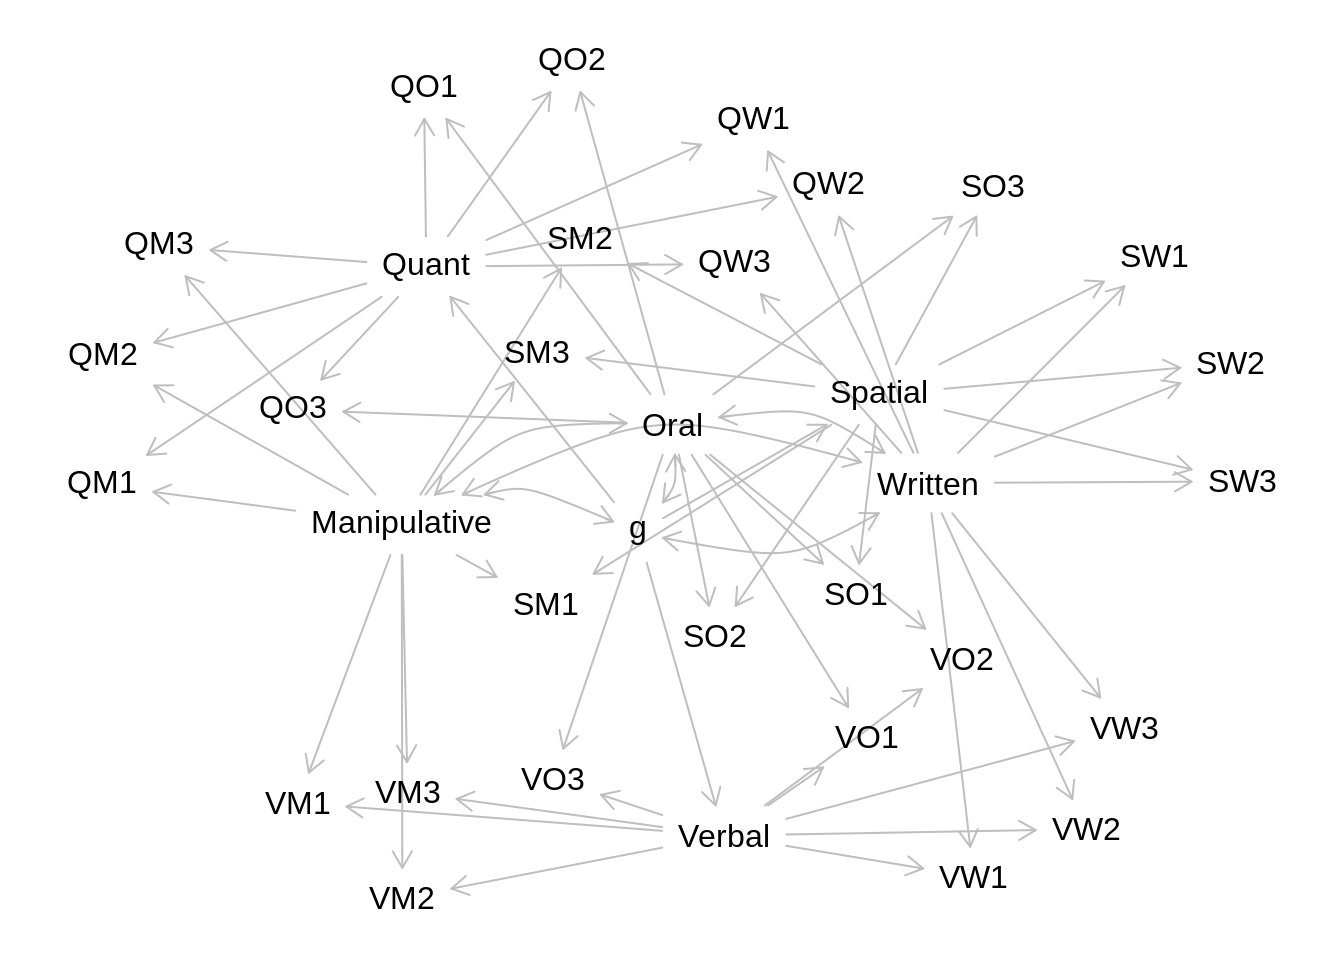 QO2
QO1
QW1
QW2
SO3
SM2
QM3
SW1
QW3
Quant
SM3
QM2
SW2
Spatial
QO3
Oral
QM1
SW3
Written
Manipulative
g
SO1
SM1
SO2
VO2
VW3
VO1
VO3
VM3
VM1
VW2
Verbal
VW1
VM2